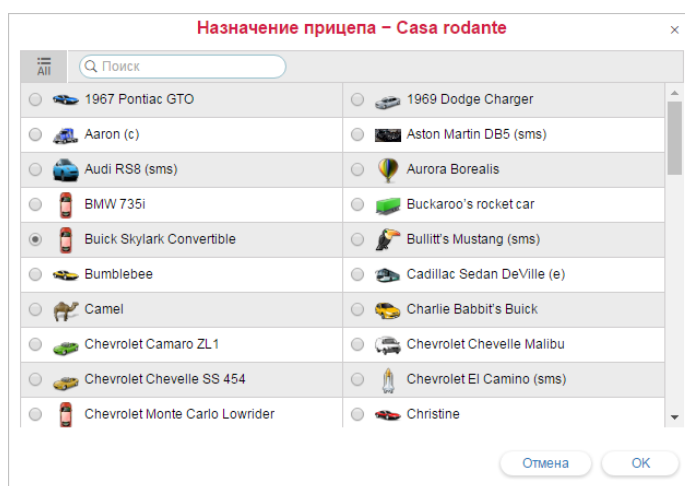 Назначение прицепа – Casa rodante
×
All
Поиск
1967 Pontiac GTO
1969 Dodge Charger
Aaron (c)
Aston Martin DB5 (sms)
Audi RS8 (sms)
Aurora Borealis
BMW 735i
Buckaroo's rocket car
Buick Skylark Convertible
Bullitt's Mustang (sms)
Bumblebee
Cadillac Sedan DeVille (e)
Camel
Charlie Babbit's Buick
Chevrolet Camaro ZL1
Chevrolet Chevelle Malibu
Chevrolet Chevelle SS 454
Chevrolet El Camino (sms)
Chevrolet Monte Carlo Lowrider
Christine
Отмена
OK